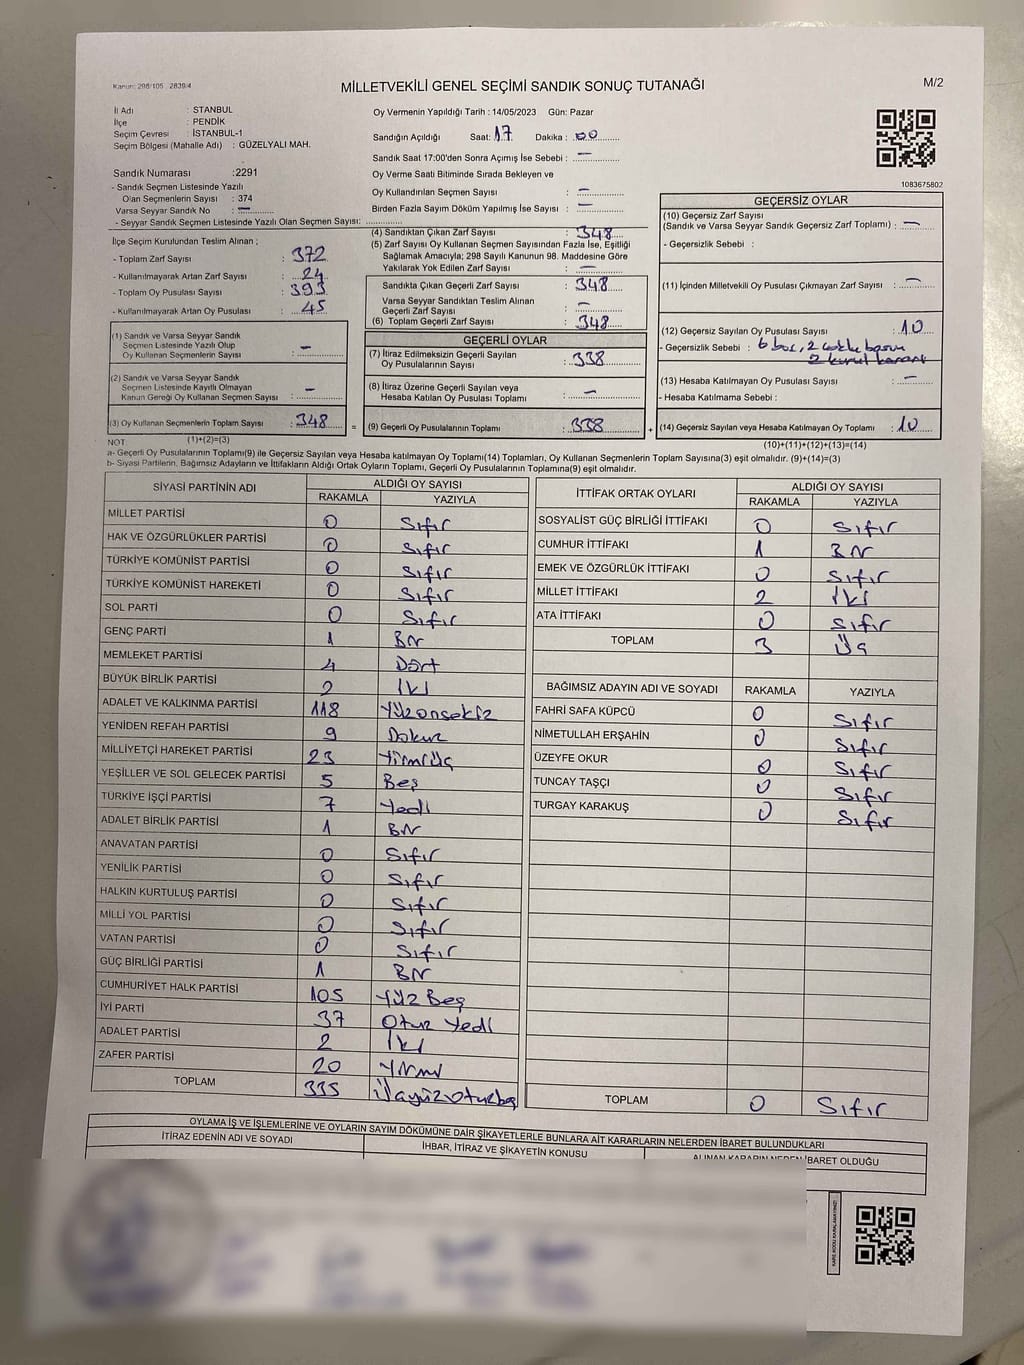 Kanun: 298/105 2839/4
MİLLETVEKİLİ GENEL SEÇİMİ SANDIK SONUÇ TUTANAĞI
M/2
İl Adı : STANBUL
İlçe : PENDİK
Seçim Çevresi : İSTANBUL-1
Seçim Bölgesi (Mahalle Adı) : GÜZELYALI MAH.
Sandık Numarası :2291
- Sandık Seçmen Listesinde Yazılı
Olan Seçmenlerin Sayısı : 374
Varsa Seyyar Sandık No : —
- Seyyar Sandık Seçmen Listesinde Yazılı Olan Seçmen Sayısı:
İlçe Seçim Kurulundan Teslim Alınan ;
- Toplam Zarf Sayısı : 372
- Kullanılmayarak Artan Zarf Sayısı : 24
- Toplam Oy Pusulası Sayısı : 393
- Kullanılmayarak Artan Oy Pusulası : 45
(1) Sandık ve Varsa Seyyar Sandık
Seçmen Listesinde Yazılı Olup
Oy Kullanan Seçmenlerin Sayısı : —
(2) Sandık ve Varsa Seyyar Sandık
Seçmen Listesinde Kayıtlı Olmayan
Kanun Gereği Oy Kullanan Seçmen Sayısı : —
(3) Oy Kullanan Seçmenlerin Toplam Sayısı : 348
Oy Vermenin Yapıldığı Tarih : 14/05/2023 Gün: Pazar
Sandığın Açıldığı Saat: 17 Dakika : 00
Sandık Saat 17:00'den Sonra Açımış İse Sebebi : —
Oy Verme Saati Bitiminde Sırada Bekleyen ve
Oy Kullandırılan Seçmen Sayısı : —
Birden Fazla Sayım Döküm Yapılmış İse Sayısı : —
(4) Sandıktan Çıkan Zarf Sayısı : 348
(5) Zarf Sayısı Oy Kullanan Seçmen Sayısından Fazla İse, Eşitliği
Sağlamak Amacıyla; 298 Sayılı Kanunun 98. Maddesine Göre
Yakılarak Yok Edilen Zarf Sayısı : —
Sandıkta Çıkan Geçerli Zarf Sayısı : 348
Varsa Seyyar Sandıktan Teslim Alınan
Geçerli Zarf Sayısı : —
(6) Toplam Geçerli Zarf Sayısı : 348
GEÇERLİ OYLAR
(7) İtiraz Edilmeksizin Geçerli Sayılan
Oy Pusulalarının Sayısı : 338
(8) İtiraz Üzerine Geçerli Sayılan veya
Hesaba Katılan Oy Pusulası Toplamı : —
= (9) Geçerli Oy Pusulalarının Toplamı : 338
1083675802
GEÇERSİZ OYLAR
(10) Geçersiz Zarf Sayısı
(Sandık ve Varsa Seyyar Sandık Geçersiz Zarf Toplamı) : —
- Geçersizlik Sebebi :
(11) İçinden Milletvekili Oy Pusulası Çıkmayan Zarf Sayısı : —
(12) Geçersiz Sayılan Oy Pusulası Sayısı : 10
- Geçersizlik Sebebi : 6 boş, 2
2
(13) Hesaba Katılmayan Oy Pusulası Sayısı : —
- Hesaba Katılmama Sebebi :
+ (14) Geçersiz Sayılan veya Hesaba Katılmayan Oy Toplamı : 10
NOT (1)+(2)=(3)
(10)+(11)+(12)+(13)=(14)
a- Geçerli Oy Pusulalarının Toplamı(9) ile Geçersiz Sayılan veya Hesaba katılmayan Oy Toplamı(14) Toplamları, Oy Kullanan Seçmenlerin Toplam Sayısına(3) eşit olmalıdır. (9)+(14)=(3)
b- Siyasi Partilerin, Bağımsız Adayların ve İttifakların Aldığı Ortak Oyların Toplamı, Geçerli Oy Pusulalarının Toplamına(9) eşit olmalıdır.
SİYASİ PARTİNİN ADI
ALDIĞI OY SAYISI
RAKAMLA YAZIYLA
MİLLET PARTİSİ 0 Sıfır
HAK VE ÖZGÜRLÜKLER PARTİSİ 0 Sıfır
TÜRKİYE KOMÜNİST PARTİSİ 0 Sıfır
TÜRKİYE KOMÜNİST HAREKETİ 0 Sıfır
SOL PARTİ 0 Sıfır
GENÇ PARTİ 1 Bir
MEMLEKET PARTİSİ 4 Dört
BÜYÜK BİRLİK PARTİSİ 2 İki
ADALET VE KALKINMA PARTİSİ 118 Yüzonsekiz
YENİDEN REFAH PARTİSİ 9 Dokuz
MİLLİYETÇİ HAREKET PARTİSİ 23 Yirmiüç
YEŞİLLER VE SOL GELECEK PARTİSİ 5 Beş
TÜRKİYE İŞÇİ PARTİSİ 7 Yedi
ADALET BİRLİK PARTİSİ 1 Bir
ANAVATAN PARTİSİ 0 Sıfır
YENİLİK PARTİSİ 0 Sıfır
HALKIN KURTULUŞ PARTİSİ 0 Sıfır
MİLLİ YOL PARTİSİ 0 Sıfır
VATAN PARTİSİ 0 Sıfır
GÜÇ BİRLİĞİ PARTİSİ 1 Bir
CUMHURİYET HALK PARTİSİ 105 Yüz Beş
İYİ PARTİ 37 Otuz Yedi
ADALET PARTİSİ 2 İki
ZAFER PARTİSİ 20 Yirmi
TOPLAM 335 Üçyüzotuzbeş
İTTİFAK ORTAK OYLARI
ALDIĞI OY SAYISI
RAKAMLA YAZIYLA
SOSYALİST GÜÇ BİRLİĞİ İTTİFAKI 0 Sıfır
CUMHUR İTTİFAKI 1 Bir
EMEK VE ÖZGÜRLÜK İTTİFAKI 0 Sıfır
MİLLET İTTİFAKI 2 İki
ATA İTTİFAKI 0 Sıfır
TOPLAM 3 Üç
BAĞIMSIZ ADAYIN ADI VE SOYADI RAKAMLA YAZIYLA
FAHRİ SAFA KÜPCÜ 0 Sıfır
NİMETULLAH ERŞAHİN 0 Sıfır
ÜZEYFE OKUR 0 Sıfır
TUNCAY TAŞÇI 0 Sıfır
TURGAY KARAKUŞ 0 Sıfır
TOPLAM 0 Sıfır
OYLAMA İŞ VE İŞLEMLERİNE VE OYLARIN SAYIM DÖKÜMÜNE DAİR ŞİKAYETLERLE BUNLARA AİT KARARLARIN NELERDEN İBARET BULUNDUKLARI
İTİRAZ EDENİN ADI VE SOYADI
İHBAR, İTİRAZ VE ŞİKAYETİN KONUSU
ALINAN KARARIN NEDEN İBARET OLDUĞU